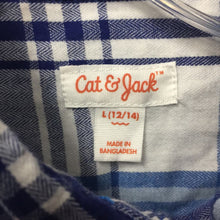 Cat & Jack™
L (12/14)
MADE IN
BANGLADESH